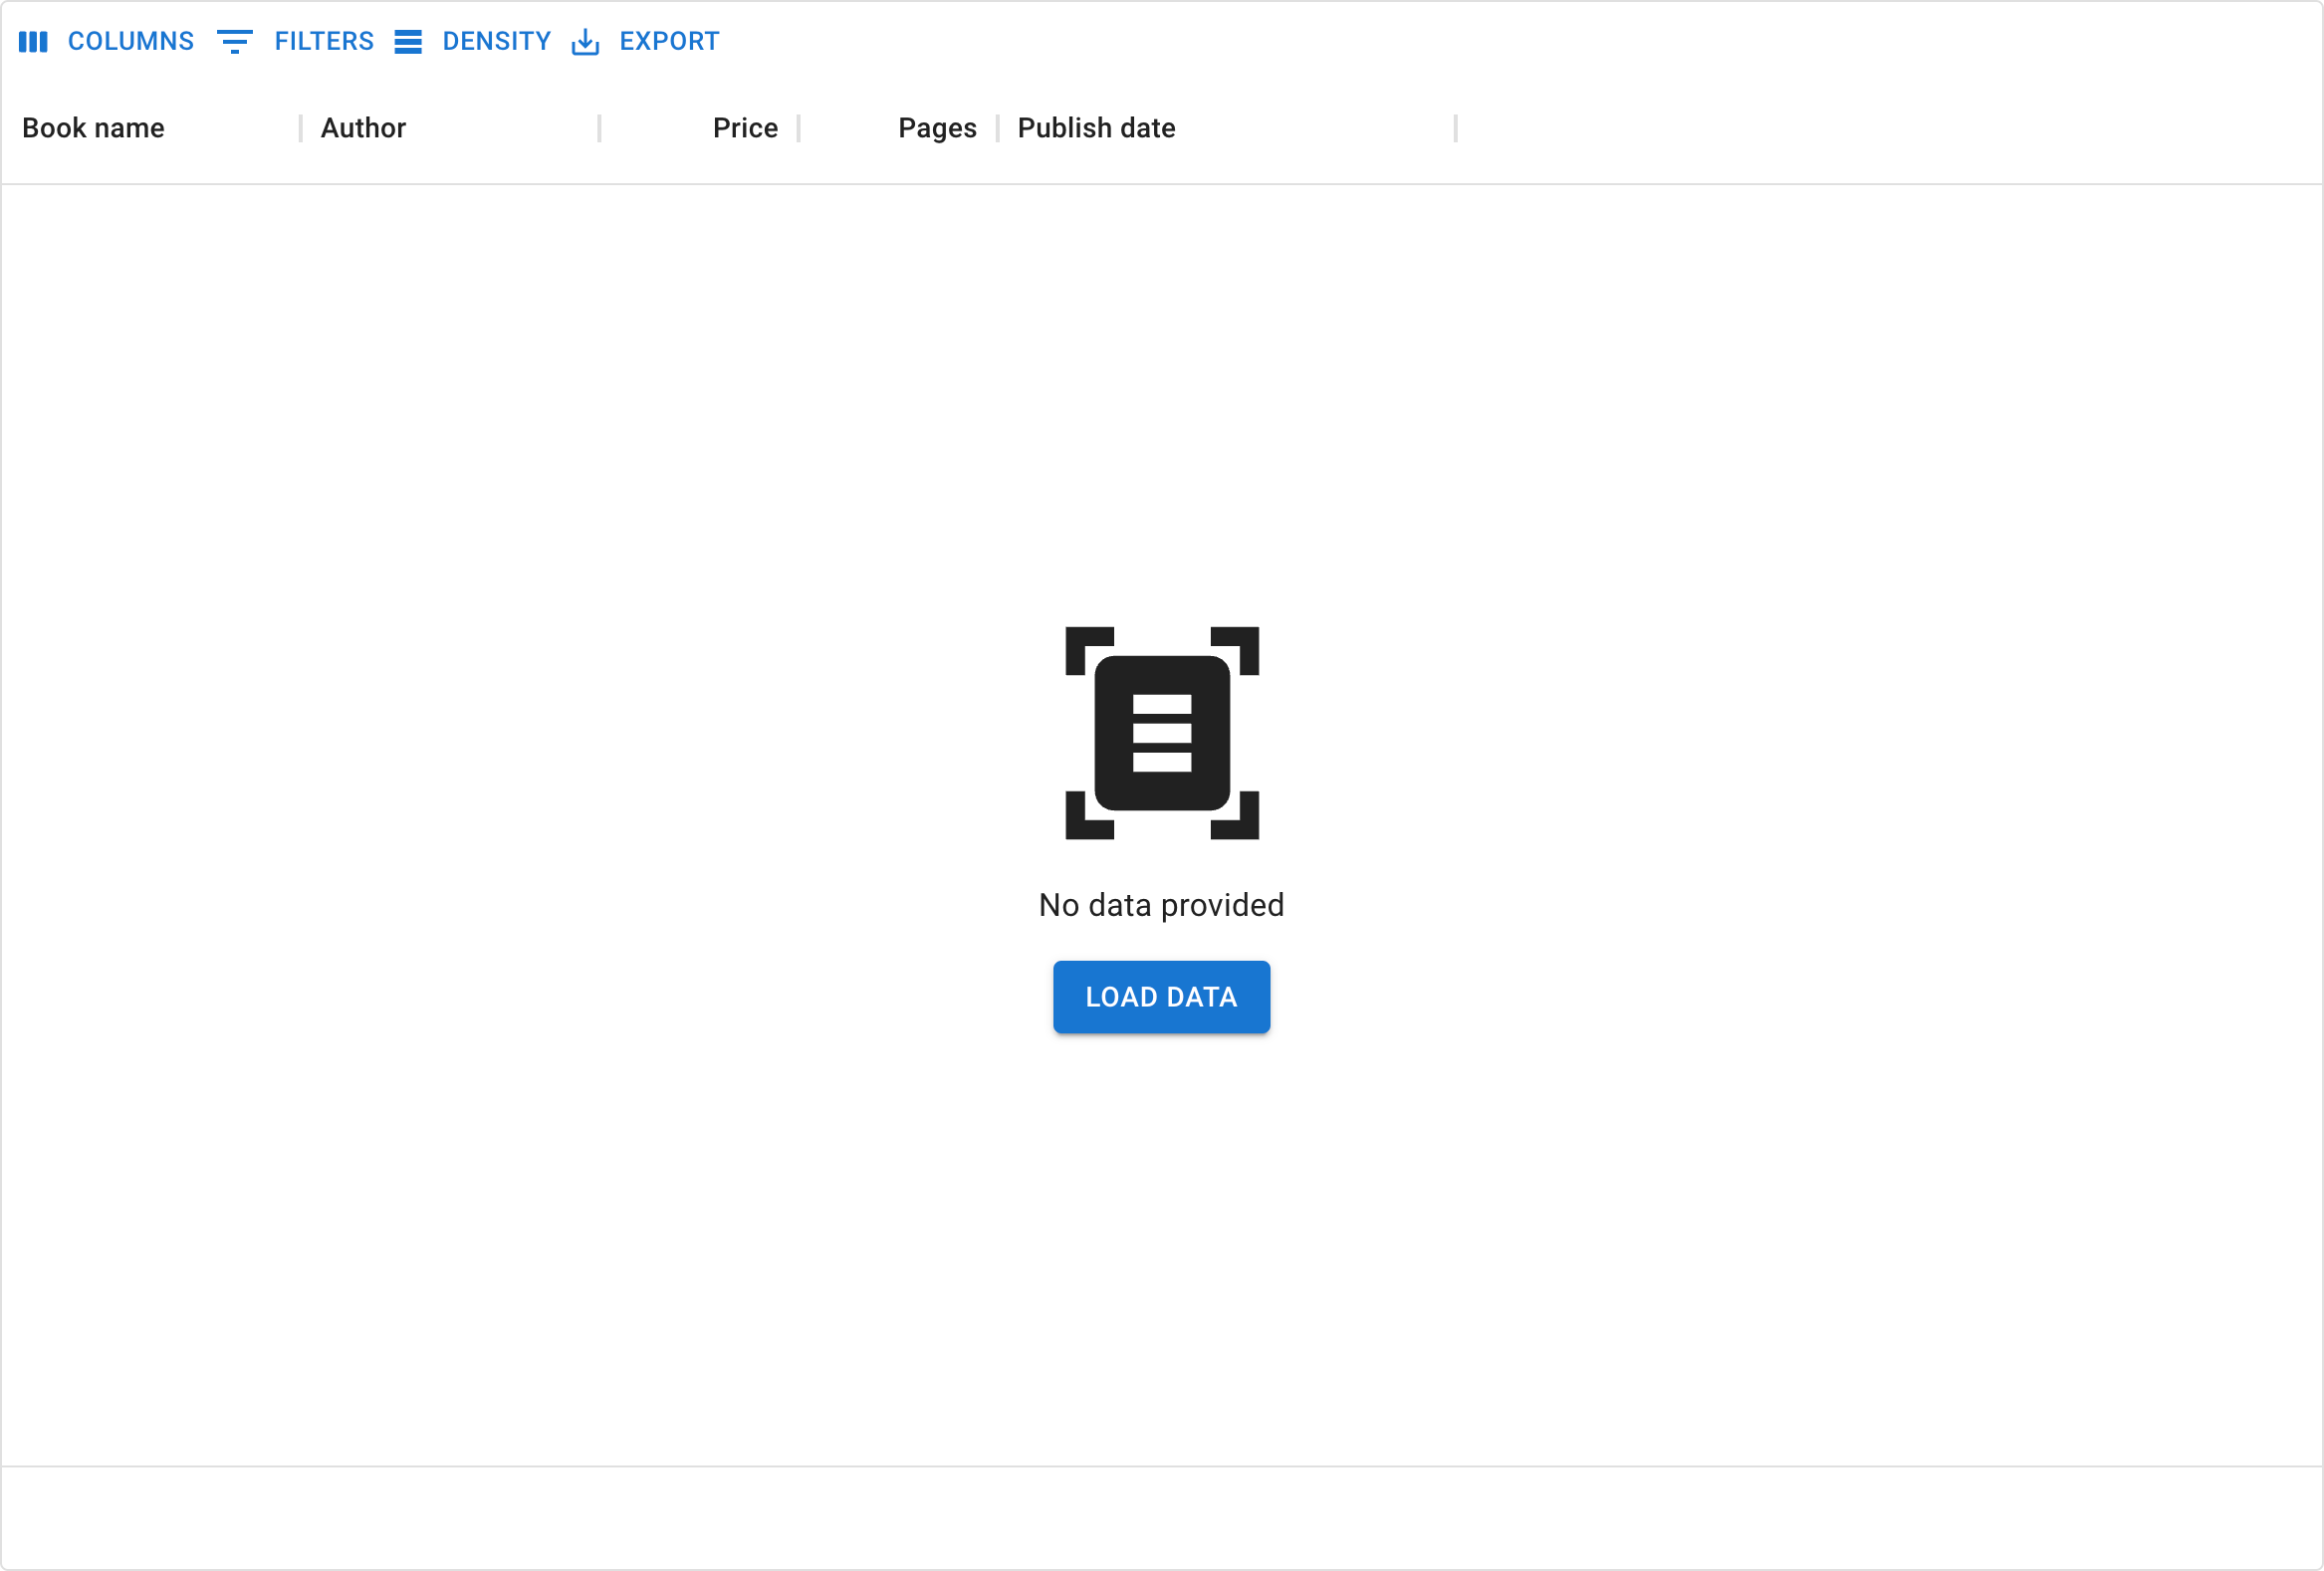 COLUMNS FILTERS DENSITY EXPORT
Book name Author Price Pages Publish date
No data provided
LOAD DATA